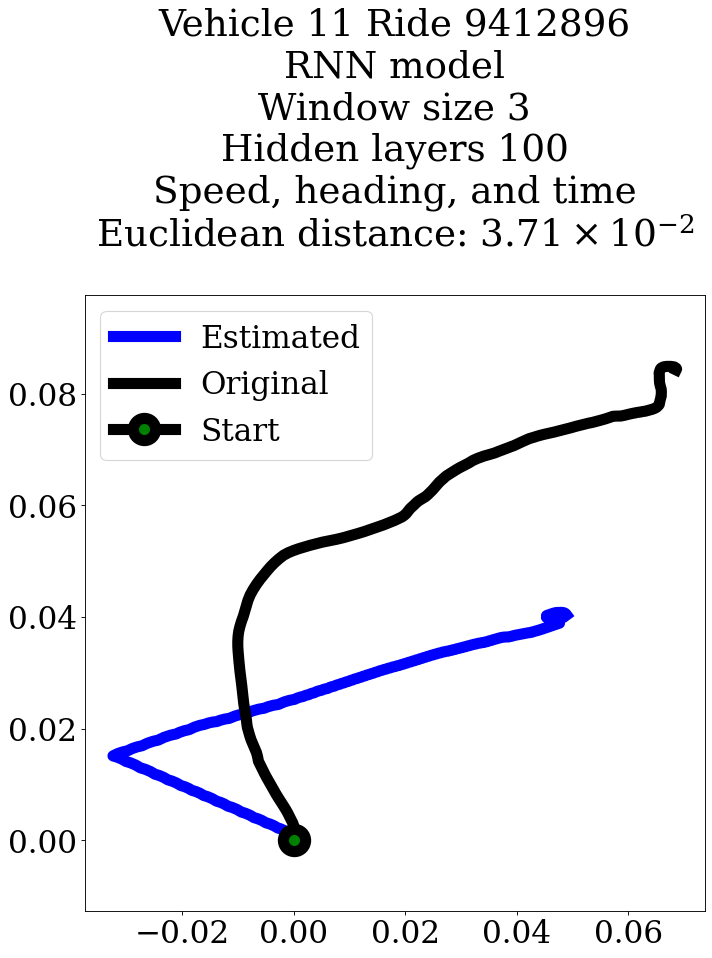 Vehicle 11 Ride 9412896
RNN model
Window size 3
Hidden layers 100
Speed, heading, and time
Euclidean distance: 3.71 × 10⁻²
Estimated
Original
Start
0.08
0.06
0.04
0.02
0.00
−0.02 0.00 0.02 0.04 0.06